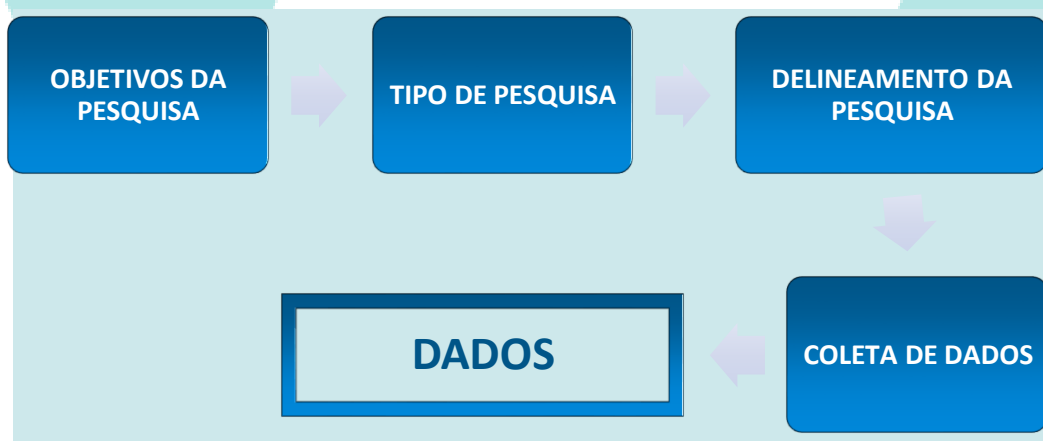 OBJETIVOS DA
PESQUISA
TIPO DE PESQUISA
DELINEAMENTO DA
PESQUISA
COLETA DE DADOS
DADOS